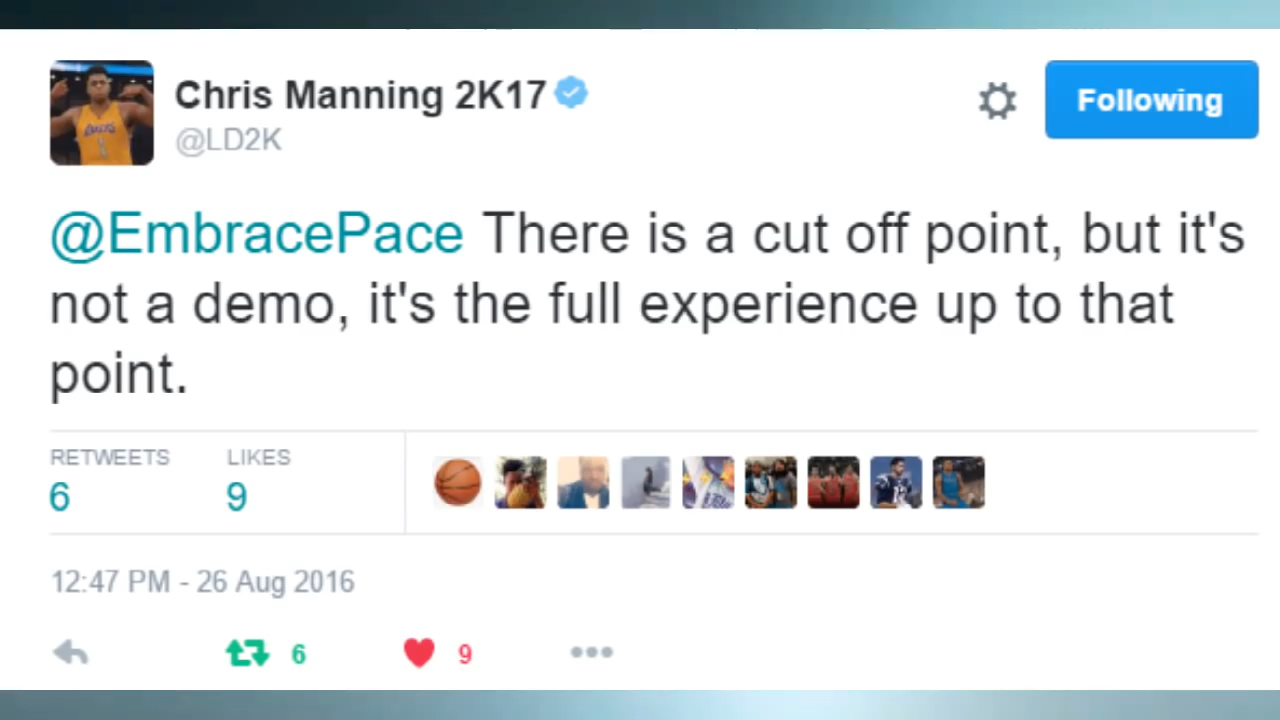 Chris Manning 2K17
@LD2K
Following
@EmbracePace There is a cut off point, but it's
not a demo, it's the full experience up to that
point.
RETWEETS LIKES
6 9
12:47 PM - 26 Aug 2016
6 9